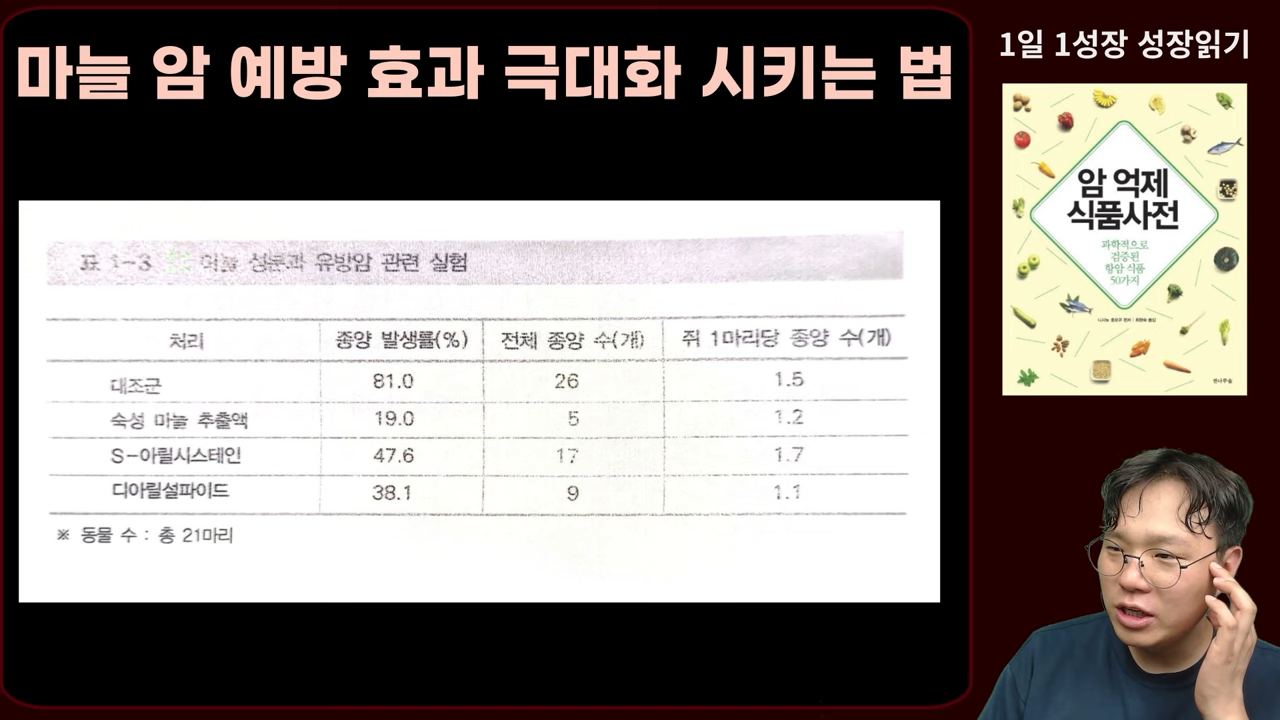 마늘 암 예방 효과 극대화 시키는 법
1일 1성장 성장읽기
암 억제
식품사전
과학적으로
검증된
항암 식품
50가지
전나무숲
표 1-3 마늘 성분과 유방암 관련 실험
처리 종양 발생률(%) 전체 종양 수(개) 쥐 1마리당 종양 수(개)
대조군 81.0 26 1.5
숙성 마늘 추출액 19.0 5 1.2
S-아릴시스테인 47.6 17 1.7
디아릴설파이드 38.1 9 1.1
※ 동물 수 : 총 21마리